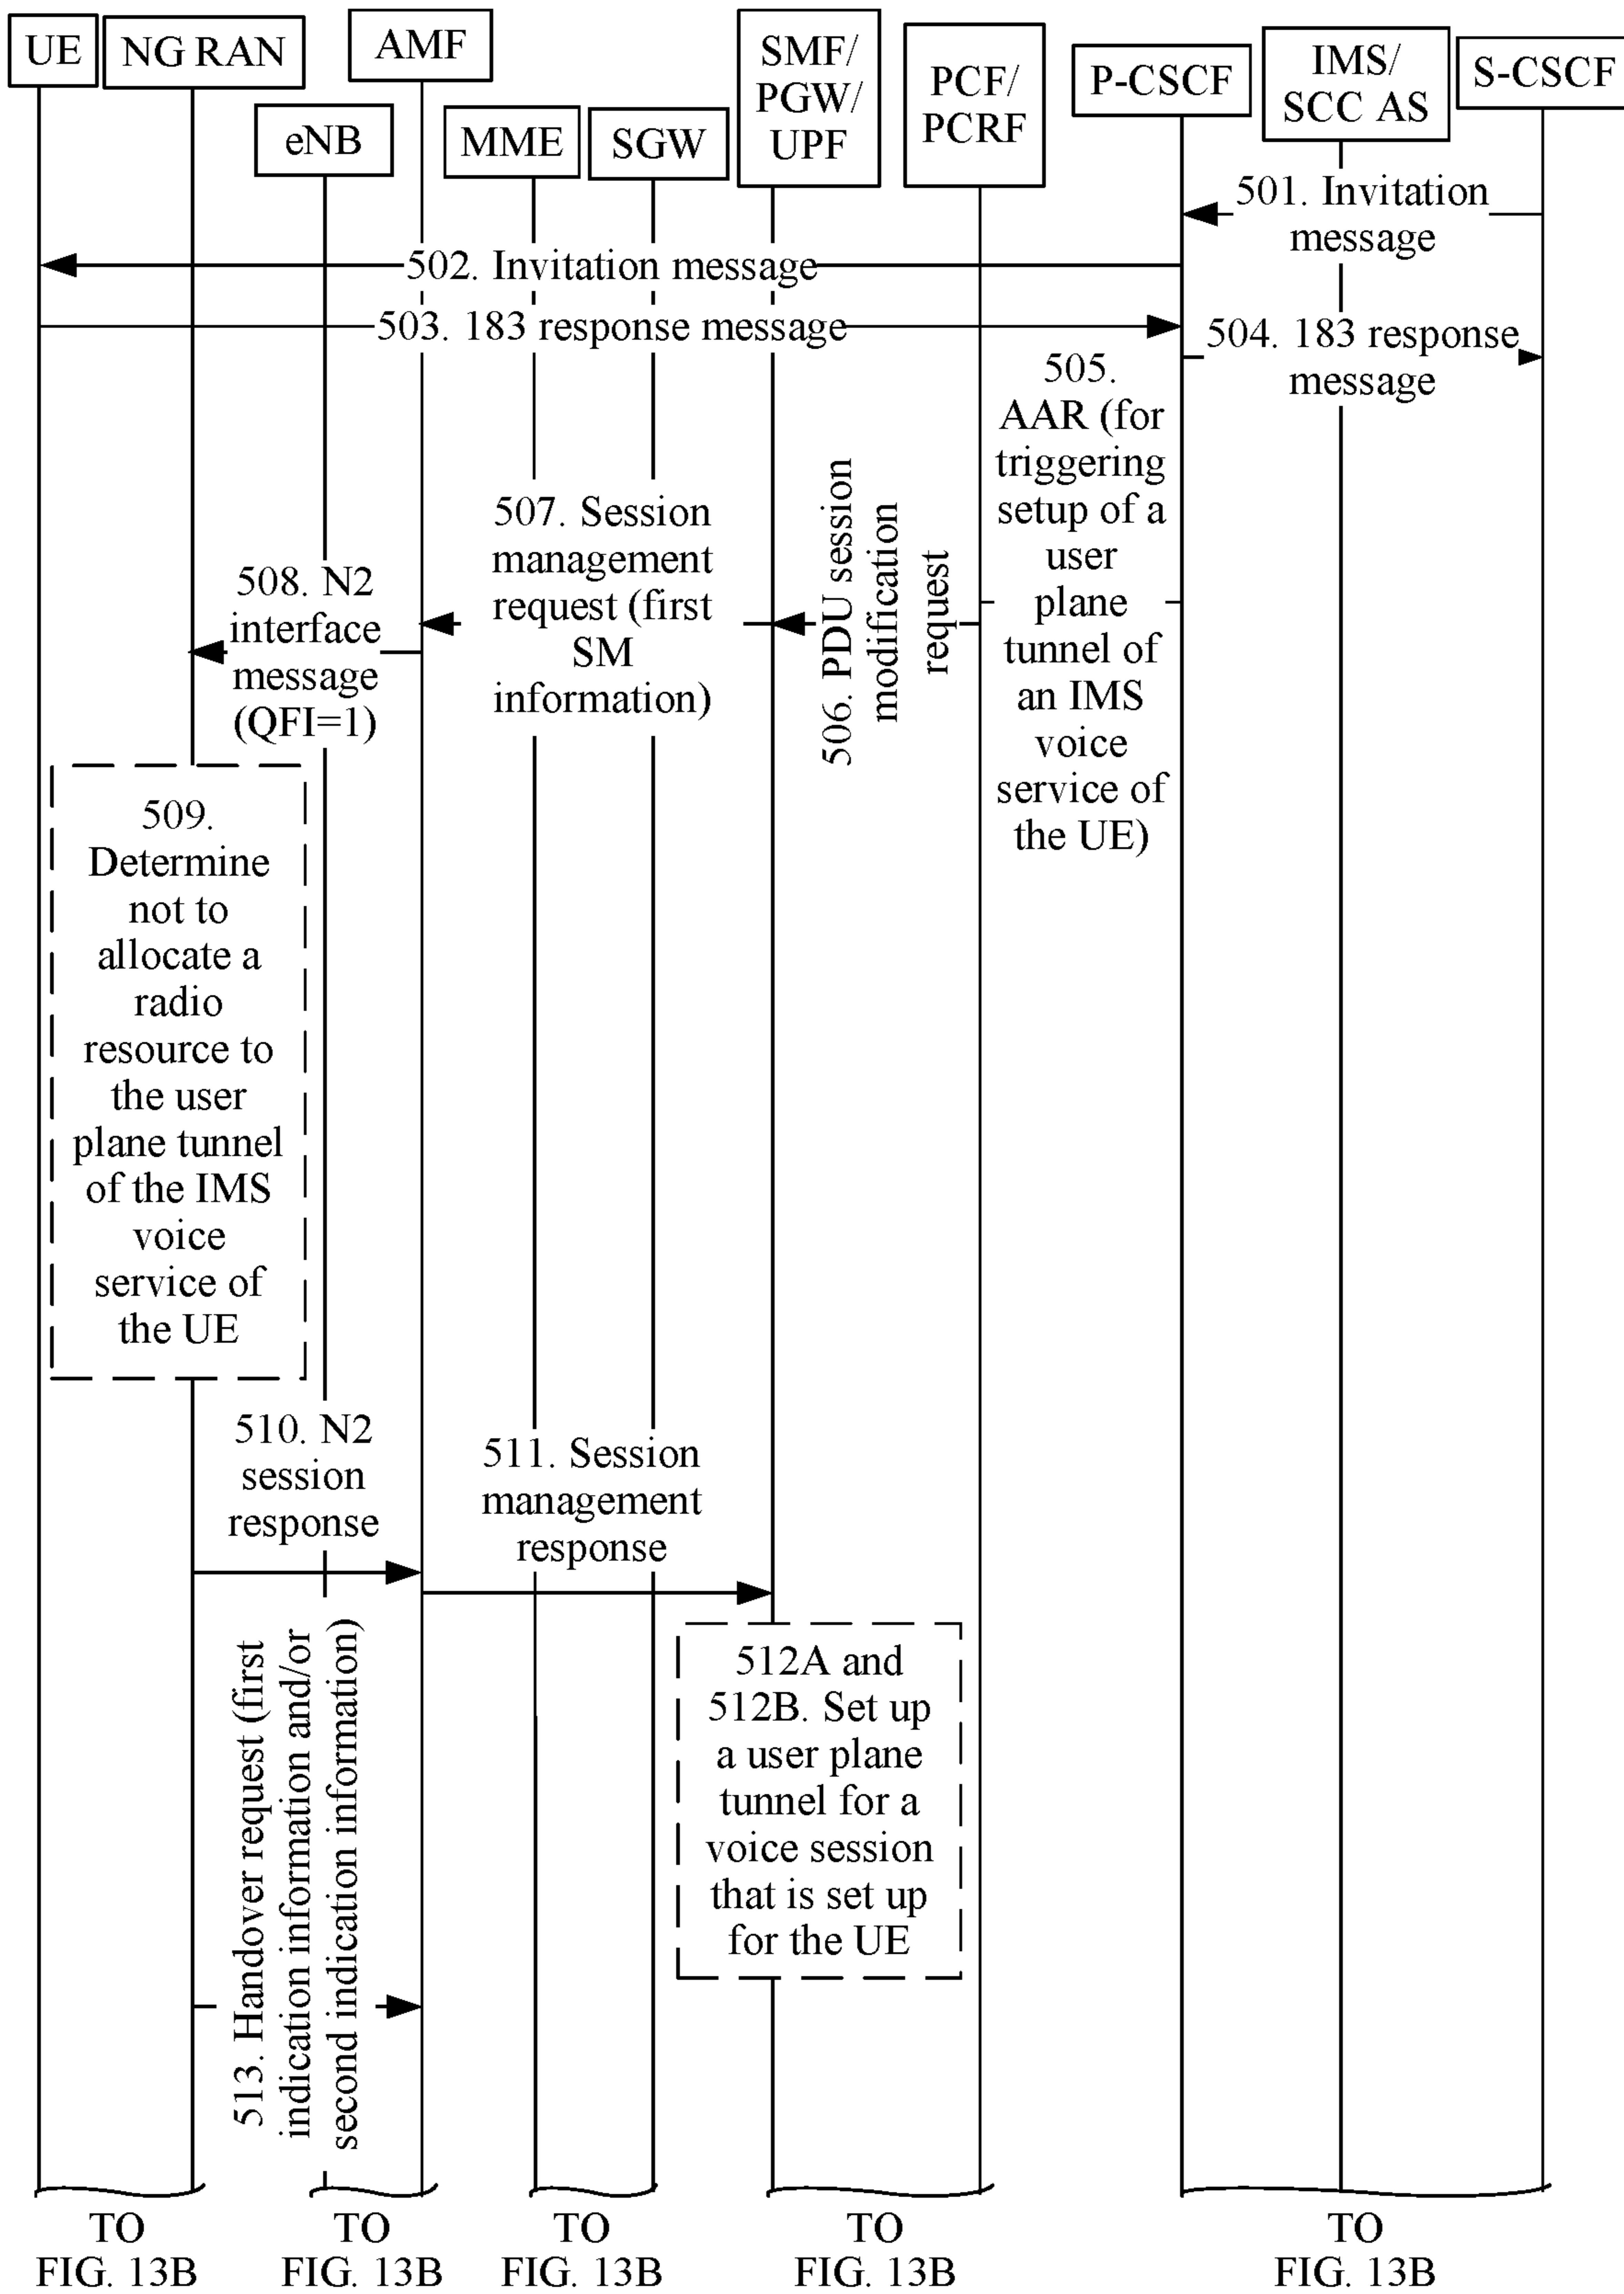 UE
NG RAN
AMF
SMF/
PGW/
UPF
PCF/
PCRF
P-CSCF
IMS/
SCC AS
S-CSCF
eNB
MME
SGW
501. Invitation
message
502. Invitation message
503. 183 response message
504. 183 response
message
505.
AAR (for
triggering
setup of a
user
plane
tunnel of
an IMS
voice
service of
the UE)
506. PDU session
modification
request
507. Session
management
request (first
SM
information)
508. N2
interface
message
(QFI=1)
509.
Determine
not to
allocate a
radio
resource to
the user
plane tunnel
of the IMS
voice
service of
the UE
510. N2
session
response
511. Session
management
response
512A and
512B. Set up
a user plane
tunnel for a
voice session
that is set up
for the UE
513. Handover request (first
indication information and/or
second indication information)
TO
FIG. 13B
TO
FIG. 13B
TO
FIG. 13B
TO
FIG. 13B
TO
FIG. 13B